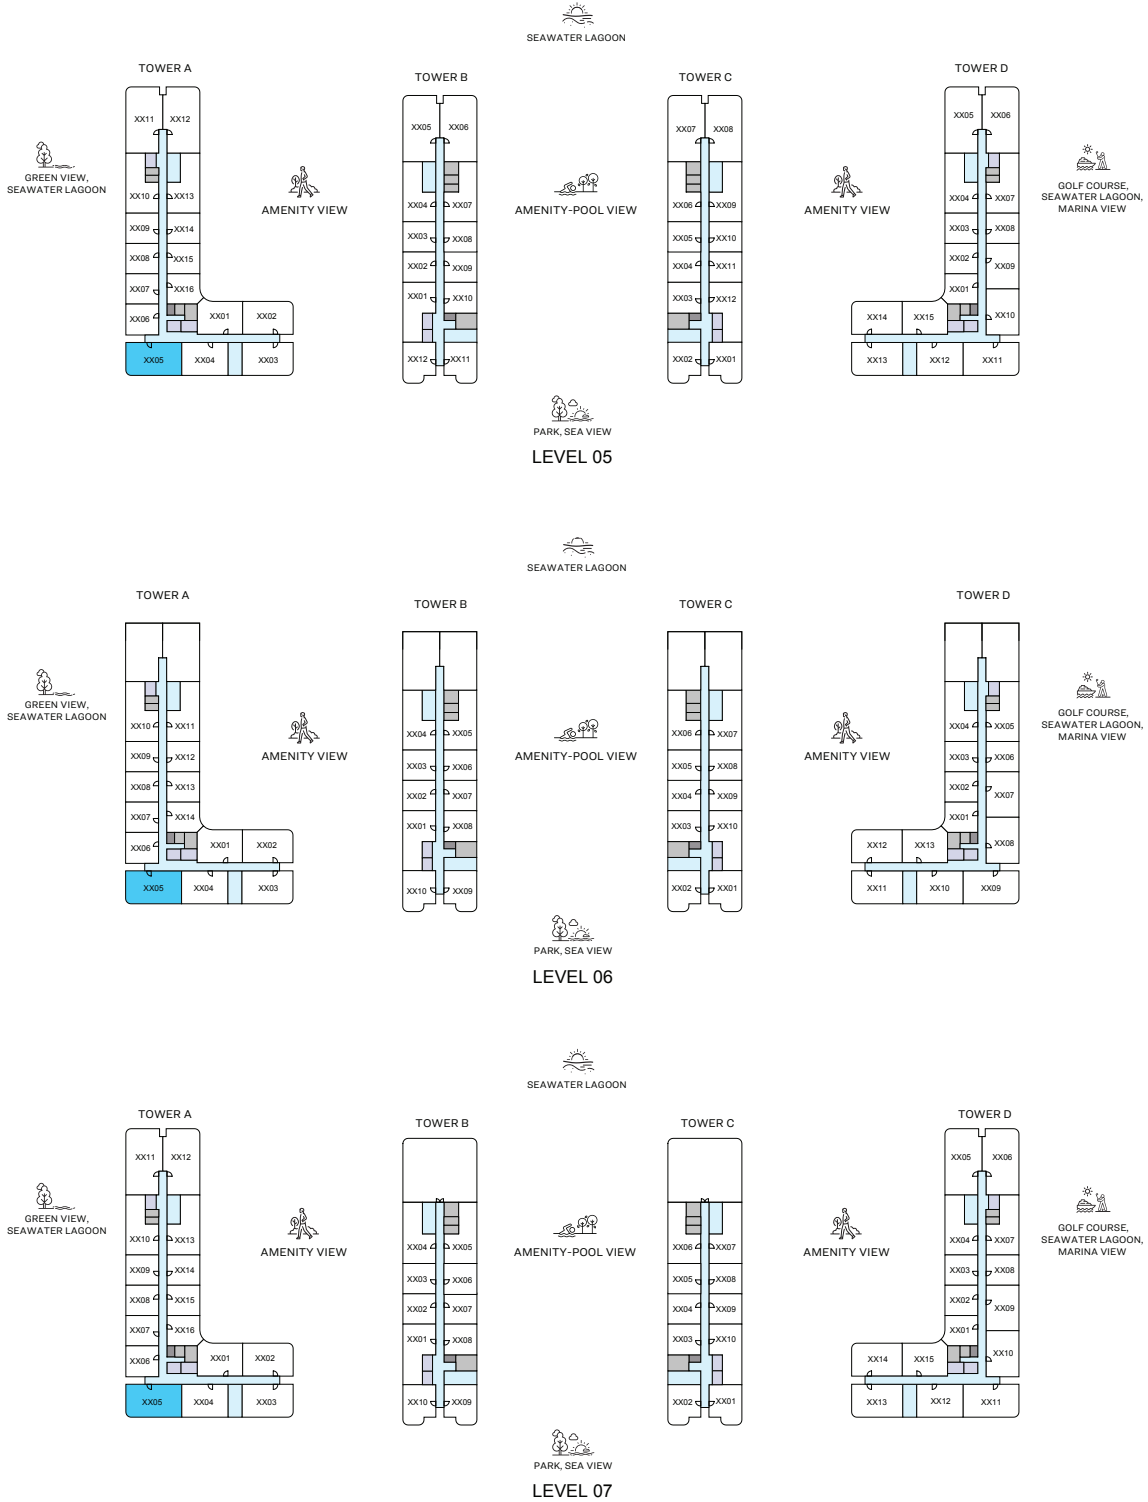 SEAWATER LAGOON
TOWER A
TOWER B
TOWER C
TOWER D
XX11 XX12
XX05 XX06
XX07 XX08
XX05 XX06
GREEN VIEW,
SEAWATER LAGOON
AMENITY VIEW
AMENITY-POOL VIEW
AMENITY VIEW
GOLF COURSE,
SEAWATER LAGOON,
MARINA VIEW
XX10 XX13
XX04 XX07
XX06 XX09
XX04 XX07
XX09 XX14
XX03 XX08
XX05 XX10
XX03 XX08
XX08 XX15
XX02 XX09
XX04 XX11
XX02 XX09
XX07 XX16
XX01 XX10
XX03 XX12
XX01
XX06 XX01 XX02
XX14 XX15 XX10
XX05 XX04 XX03
XX12 XX11
XX02 XX01
XX13 XX12 XX11
PARK, SEA VIEW
LEVEL 05
SEAWATER LAGOON
TOWER A
TOWER B
TOWER C
TOWER D
GREEN VIEW,
SEAWATER LAGOON
AMENITY VIEW
AMENITY-POOL VIEW
AMENITY VIEW
GOLF COURSE,
SEAWATER LAGOON,
MARINA VIEW
XX10 XX11
XX04 XX05
XX06 XX07
XX04 XX05
XX09 XX12
XX03 XX06
XX05 XX08
XX03 XX06
XX08 XX13
XX02 XX07
XX04 XX09
XX02 XX07
XX07 XX14
XX01 XX08
XX03 XX10
XX01
XX06 XX01 XX02
XX12 XX13 XX08
XX05 XX04 XX03
XX10 XX09
XX02 XX01
XX11 XX10 XX09
PARK, SEA VIEW
LEVEL 06
SEAWATER LAGOON
TOWER A
TOWER B
TOWER C
TOWER D
XX11 XX12
XX05 XX06
GREEN VIEW,
SEAWATER LAGOON
AMENITY VIEW
AMENITY-POOL VIEW
AMENITY VIEW
GOLF COURSE,
SEAWATER LAGOON,
MARINA VIEW
XX10 XX13
XX04 XX05
XX06 XX07
XX04 XX07
XX09 XX14
XX03 XX06
XX05 XX08
XX03 XX08
XX08 XX15
XX02 XX07
XX04 XX09
XX02 XX09
XX07 XX16
XX01 XX08
XX03 XX10
XX01
XX06 XX01 XX02
XX14 XX15 XX10
XX05 XX04 XX03
XX10 XX09
XX02 XX01
XX13 XX12 XX11
PARK, SEA VIEW
LEVEL 07